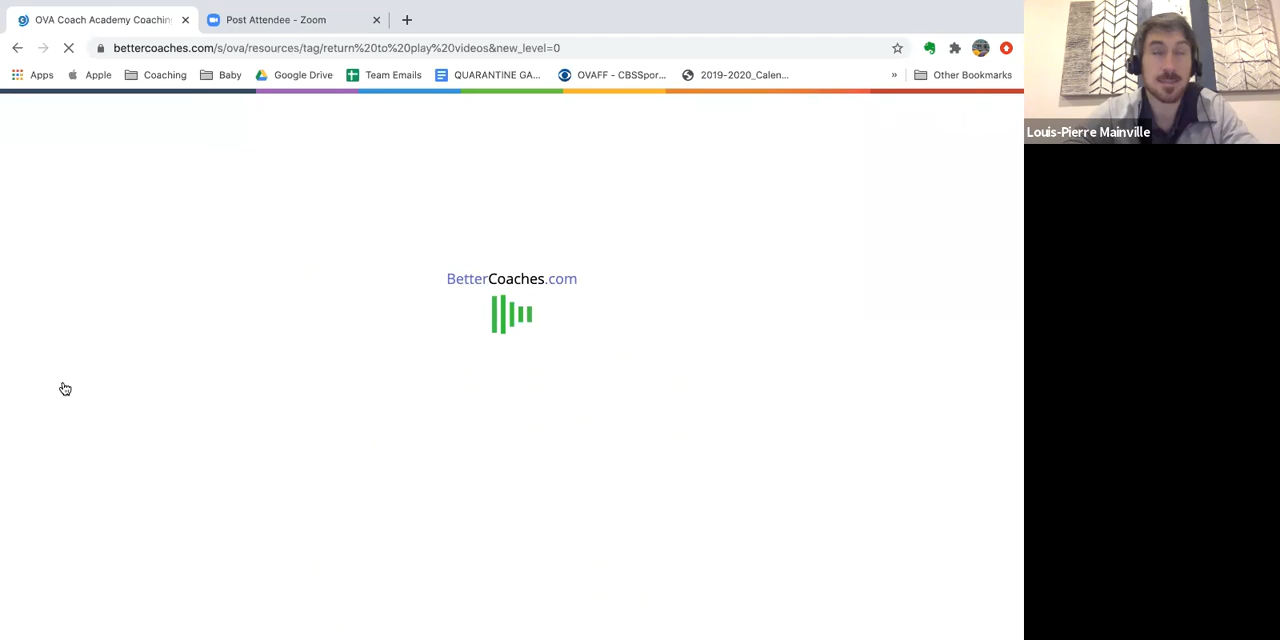 OVA Coach Academy Coaching
Post Attendee - Zoom
bettercoaches.com/s/ova/resources/tag/return%20to%20play%20videos&new_level=0
Apps
Apple
Coaching
Baby
Google Drive
Team Emails
QUARANTINE GA...
OVAFF - CBSSpor...
2019-2020_Calen...
»
Other Bookmarks
Louis-Pierre Mainville
BetterCoaches.com